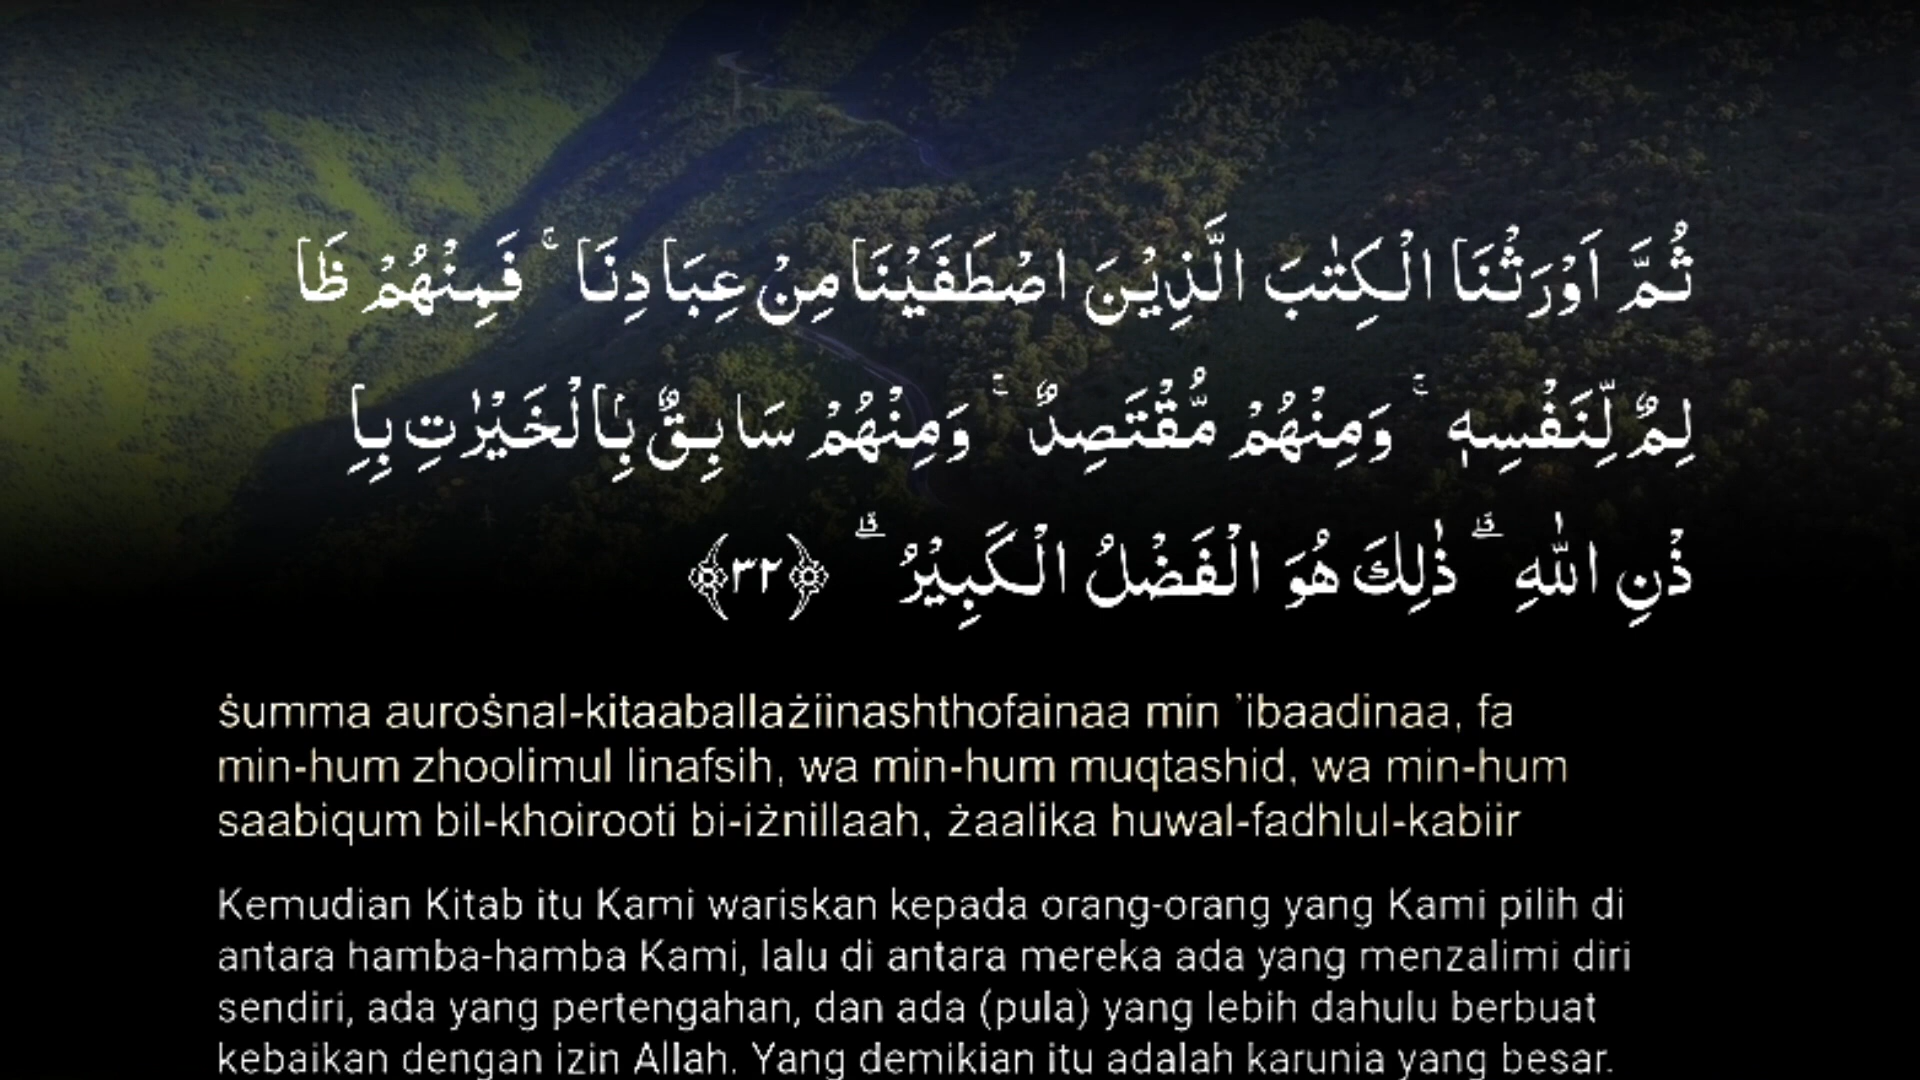 ثُمَّ اَوْرَثْنَا الْكِتٰبَ الَّذِيْنَ اصْطَفَيْنَا مِنْ عِبَادِنَا ۚ فَمِنْهُمْ ظَا
لِمٌ لِّنَفْسِهٖ ۚ وَمِنْهُمْ مُّقْتَصِدٌ ۚ وَمِنْهُمْ سَابِقٌۢ بِالْخَيْرٰتِ بِاِ
ذْنِ اللّٰهِ ۗ ذٰلِكَ هُوَ الْفَضْلُ الْكَبِيْرُ ۗ ﴿٣٢﴾
ṡumma auroṡnal-kitaaballażiinashthofainaa min 'ibaadinaa, fa
min-hum zhoolimul linafsih, wa min-hum muqtashid, wa min-hum
saabiqum bil-khoirooti bi-iżnillaah, żaalika huwal-fadhlul-kabiir
Kemudian Kitab itu Kami wariskan kepada orang-orang yang Kami pilih di
antara hamba-hamba Kami, lalu di antara mereka ada yang menzalimi diri
sendiri, ada yang pertengahan, dan ada (pula) yang lebih dahulu berbuat
kebaikan dengan izin Allah. Yang demikian itu adalah karunia yang besar.